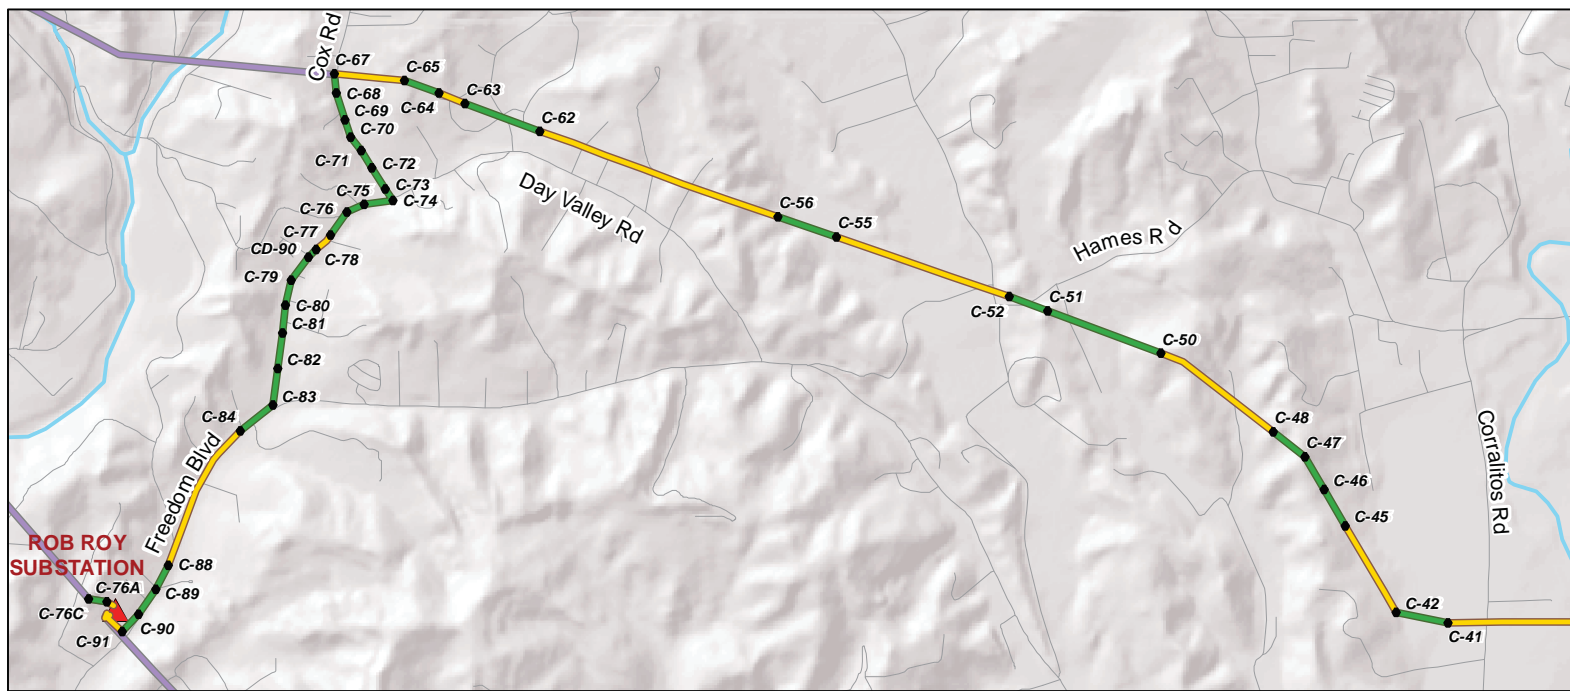 Cox Rd
C-67
C-65
C-63
C-68
C-64
C-69
C-62
C-70
C-71
C-72
C-73
C-75
C-74
Day Valley Rd
C-76
C-56
C-77
C-55
CD-90
C-78
Hames R d
C-79
C-80
C-51
C-52
C-81
C-50
C-82
C-83
C-84
C-48
Corralitos Rd
C-47
Freedom Blvd
C-46
C-45
ROB ROY
SUBSTATION
C-88
C-76A
C-89
C-42
C-76C
C-90
C-91
C-41